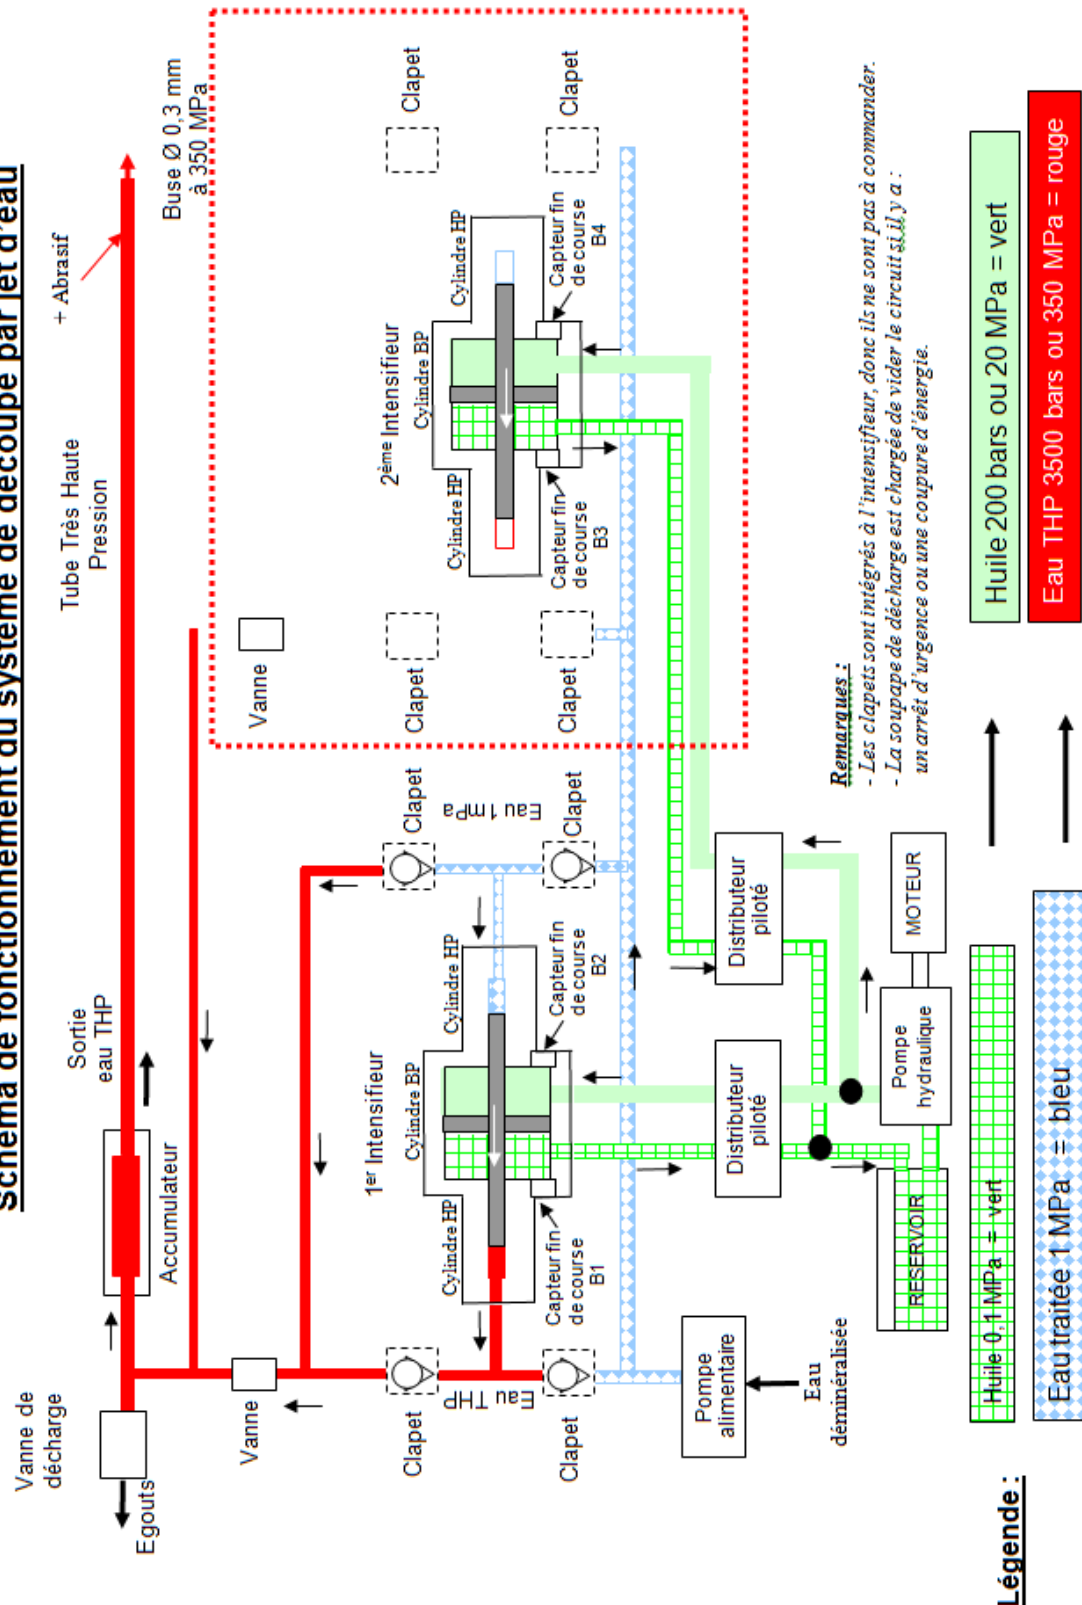 Schéma de fonctionnement du système de découpe par jet d'eau
Vanne de
décharge
Egouts
Sortie
eau THP
Accumulateur
Tube Très Haute
Pression
+ Abrasif
Buse Ø 0,3 mm
à 350 MPa
Vanne
Vanne
Clapet
Clapet
Clapet
Clapet
1er Intensifieur
Cylindre BP
Cylindre HP
Cylindre HP
Eau THP
Eau 1mPa
2ème Intensifieur
Cylindre BP
Cylindre HP
Cylindre HP
Clapet
Clapet
Clapet
Clapet
Capteur fin
de course
B1
Capteur fin
de course
B2
Capteur fin
de course
B3
Capteur fin
de course
B4
Pompe
alimentaire
Eau
déminéralisée
Distributeur
piloté
Distributeur
piloté
RESERVOIR
Pompe
hydraulique
MOTEUR
Remarques :
- Les clapets sont intégrés à l'intensifieur, donc ils ne sont pas à commander.
- La soupape de décharge est chargée de vider le circuit si il y a :
un arrêt d'urgence ou une coupure d'énergie.
Légende :
Huile 0,1 MPa = vert
Huile 200 bars ou 20 MPa = vert
Eau traitée 1 MPa = bleu
Eau THP 3500 bars ou 350 MPa = rouge